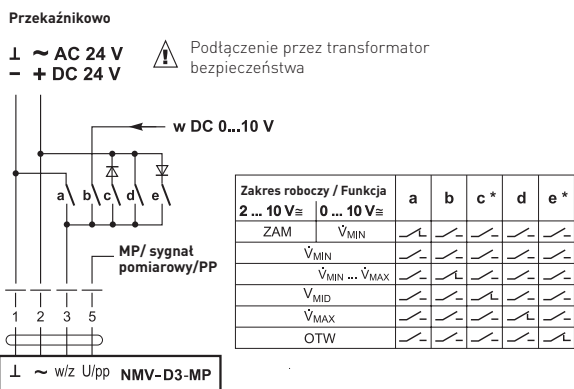 Przekaźnikowo
⊥ ~ AC 24 V
− + DC 24 V
Podłączenie przez transformator
bezpieczeństwa
w DC 0...10 V
a b c d e
MP/ sygnał
pomiarowy/PP
1 2 3 5
⊥ ~ w/z U/pp NMV-D3-MP
Zakres roboczy / Funkcja a b c * d e *
2 ... 10 V≅ 0 ... 10 V≅
ZAM V̇MIN
V̇MIN
V̇MIN ... V̇MAX
VMID
V̇MAX
OTW